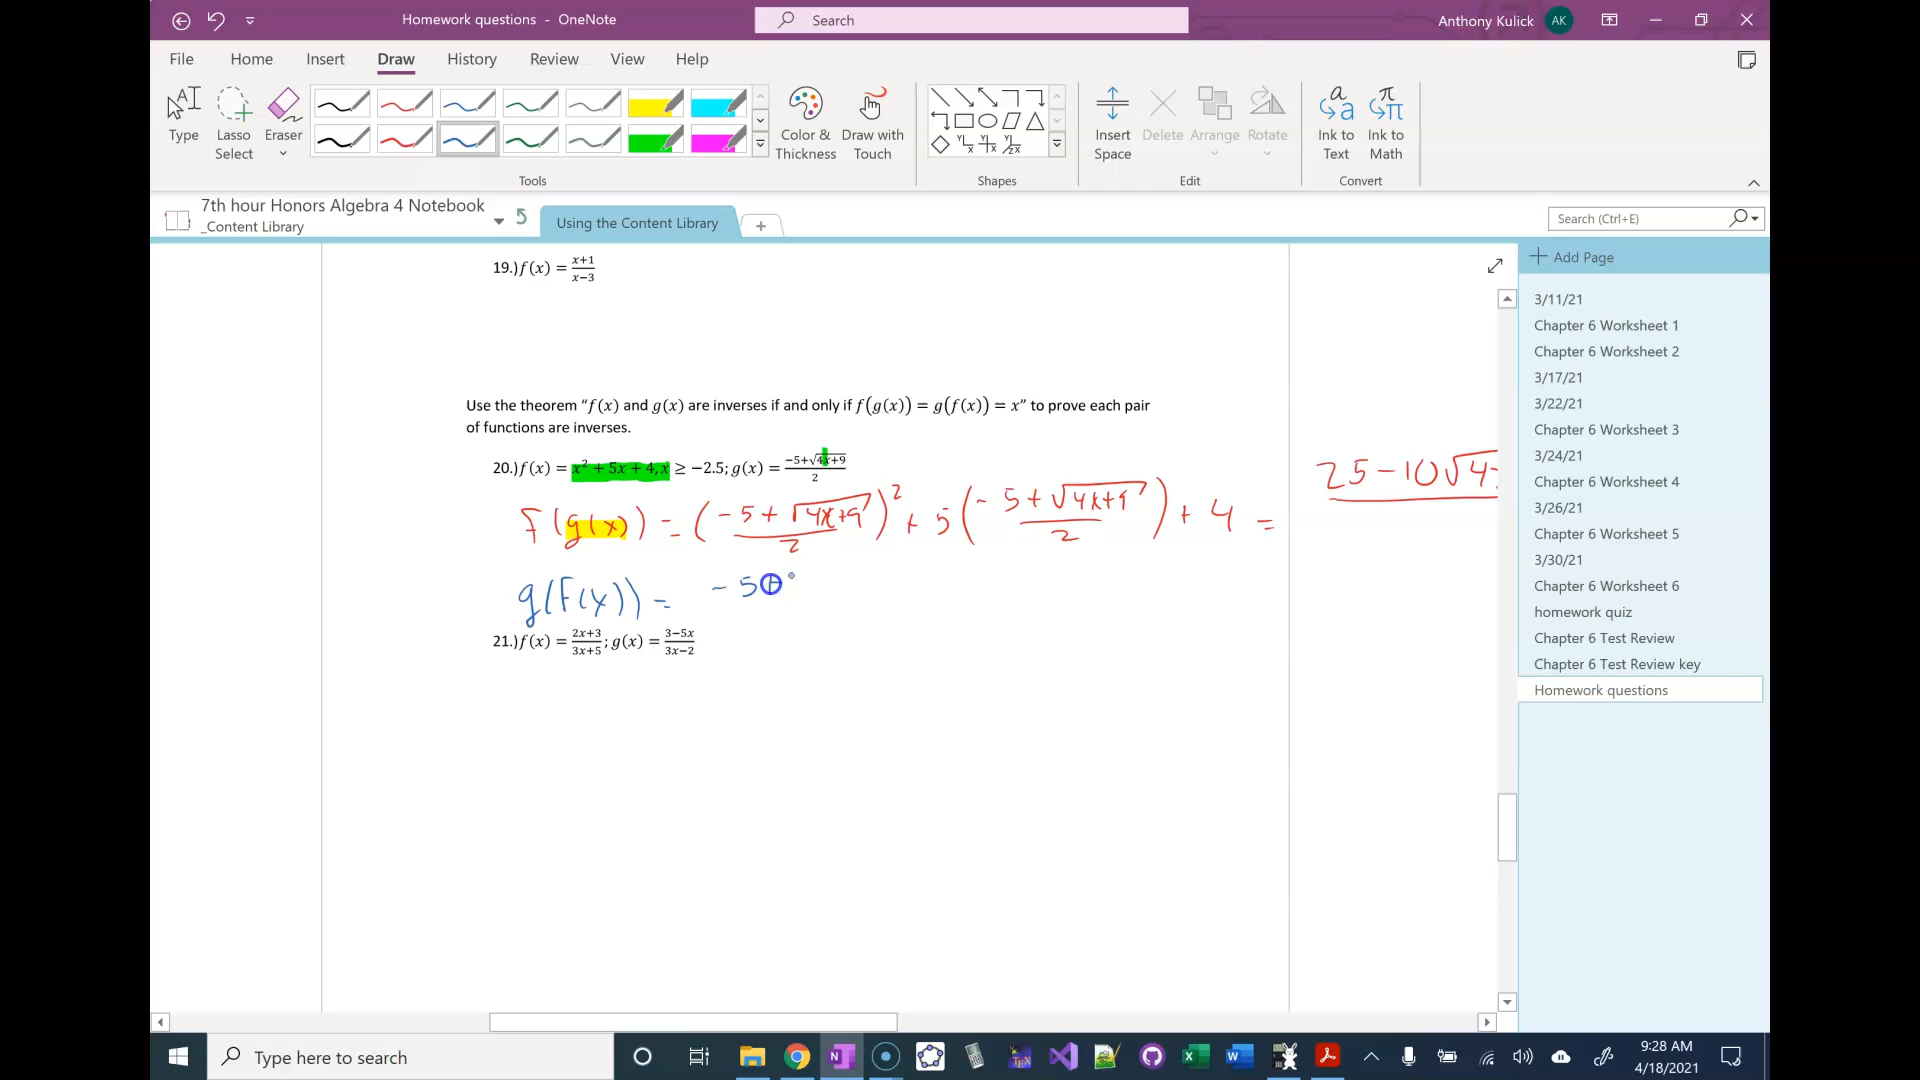 Homework questions - OneNote
Search
Anthony Kulick AK
File Home Insert Draw History Review View Help
Type
Lasso Select
Eraser
Color & Thickness
Draw with Touch
Insert Space
Delete
Arrange
Rotate
Ink to Text
Ink to Math
Tools Shapes Edit Convert
7th hour Honors Algebra 4 Notebook
_Content Library
Using the Content Library
Search (Ctrl+E)
Add Page
3/11/21
Chapter 6 Worksheet 1
Chapter 6 Worksheet 2
3/17/21
3/22/21
Chapter 6 Worksheet 3
3/24/21
Chapter 6 Worksheet 4
3/26/21
Chapter 6 Worksheet 5
3/30/21
Chapter 6 Worksheet 6
homework quiz
Chapter 6 Test Review
Chapter 6 Test Review key
Homework questions
19.) f(x) = (x+1)/(x−3)
Use the theorem “f(x) and g(x) are inverses if and only if f(g(x)) = g(f(x)) = x” to prove each pair
of functions are inverses.
20.) f(x) = x² + 5x + 4, x ≥ −2.5; g(x) = (−5+√(4x+9))/2
f(g(x)) = ((−5+√(4x+9))/2)² + 5((−5+√(4x+9))/2) + 4 =
25 − 10√4
g(f(x)) = −5+
21.) f(x) = (2x+3)/(3x+5); g(x) = (3−5x)/(3x−2)
Type here to search
9:28 AM
4/18/2021